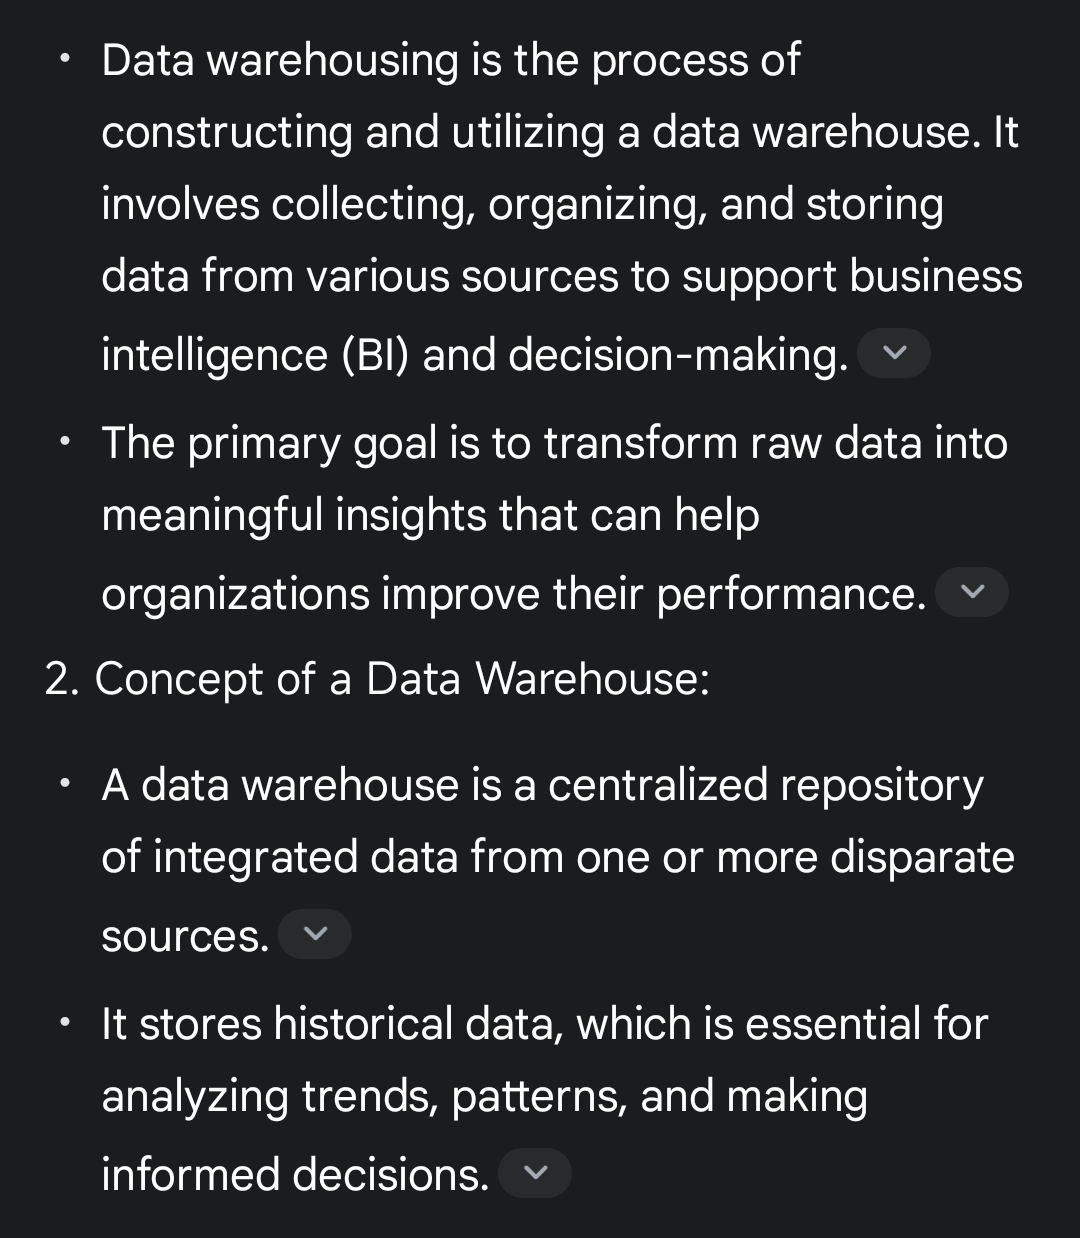 • Data warehousing is the process of
constructing and utilizing a data warehouse. It
involves collecting, organizing, and storing
data from various sources to support business
intelligence (BI) and decision-making.
• The primary goal is to transform raw data into
meaningful insights that can help
organizations improve their performance.
2. Concept of a Data Warehouse:
• A data warehouse is a centralized repository
of integrated data from one or more disparate
sources.
• It stores historical data, which is essential for
analyzing trends, patterns, and making
informed decisions.